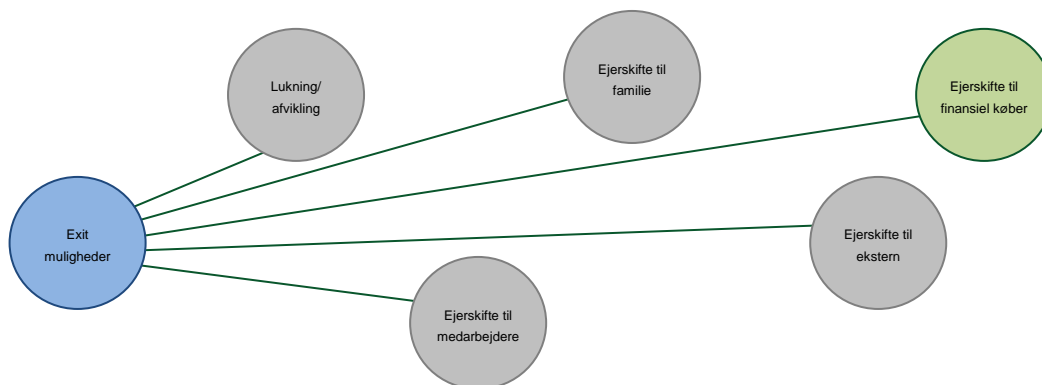 Lukning/
afvikling
Ejerskifte til
familie
Ejerskifte til
finansiel køber
Exit
muligheder
Ejerskifte til
ekstern
Ejerskifte til
medarbejdere